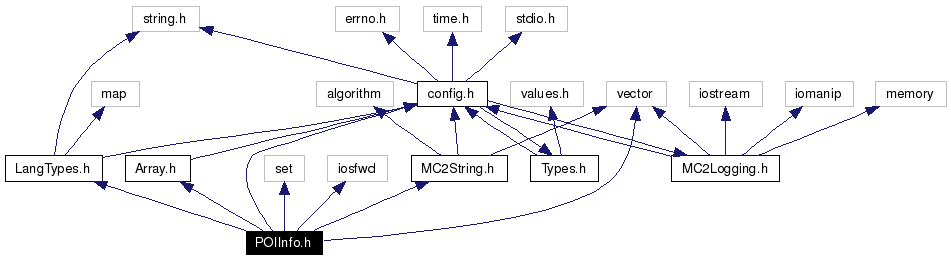 string.h
errno.h
time.h
stdio.h
map
algorithm
config.h
values.h
vector
iostream
iomanip
memory
LangTypes.h
Array.h
set
iosfwd
MC2String.h
Types.h
MC2Logging.h
POIInfo.h